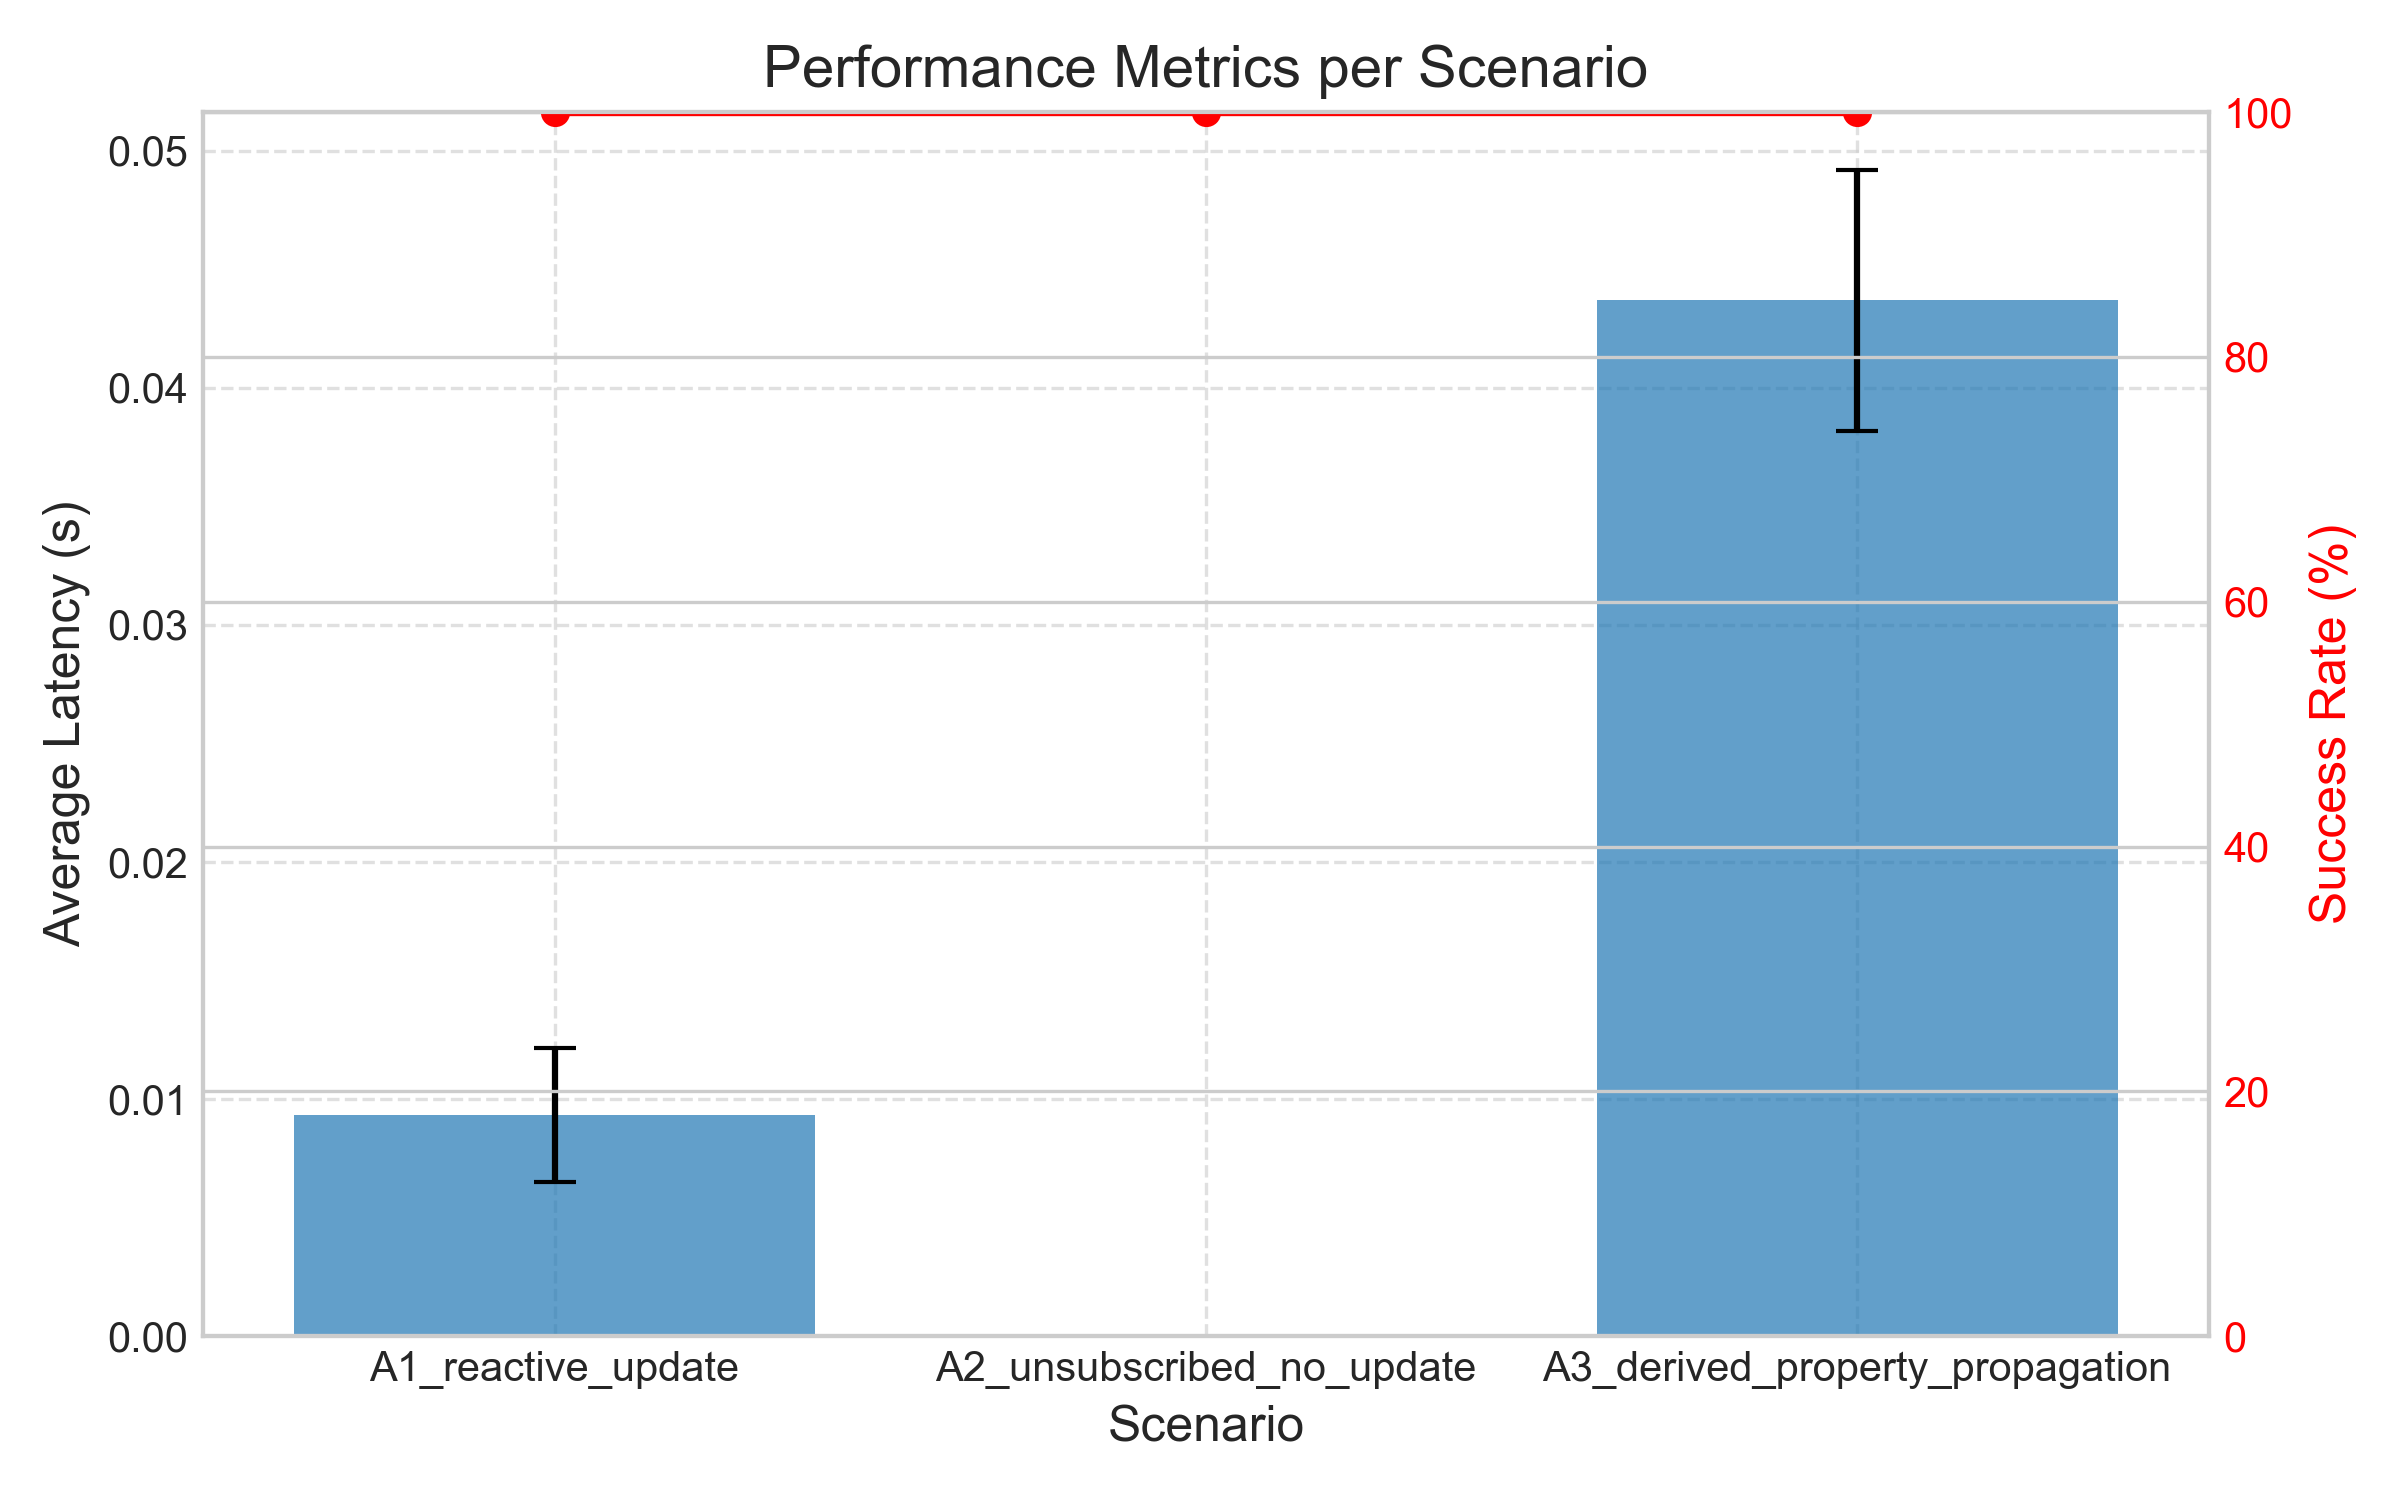 Performance Metrics per Scenario
Average Latency (s)
0.05
0.04
0.03
0.02
0.01
0.00
100
80
60
40
20
0
Success Rate (%)
A1_reactive_update
A2_unsubscribed_no_update
A3_derived_property_propagation
Scenario